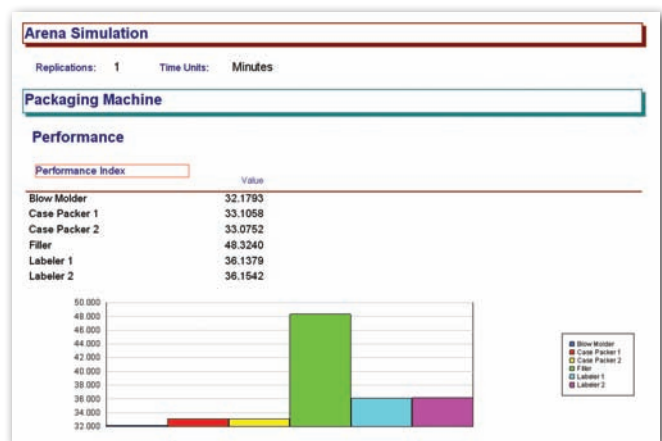 Arena Simulation
Replications: 1 Time Units: Minutes
Packaging Machine
Performance
Performance Index
Value
Blow Molder 32.1793
Case Packer 1 33.1058
Case Packer 2 33.0752
Filler 48.3240
Labeler 1 36.1379
Labeler 2 36.1542
50.000
48.000
46.000
44.000
42.000
40.000
38.000
36.000
34.000
32.000
Blow Molder
Case Packer 1
Case Packer 2
Filler
Labeler 1
Labeler 2